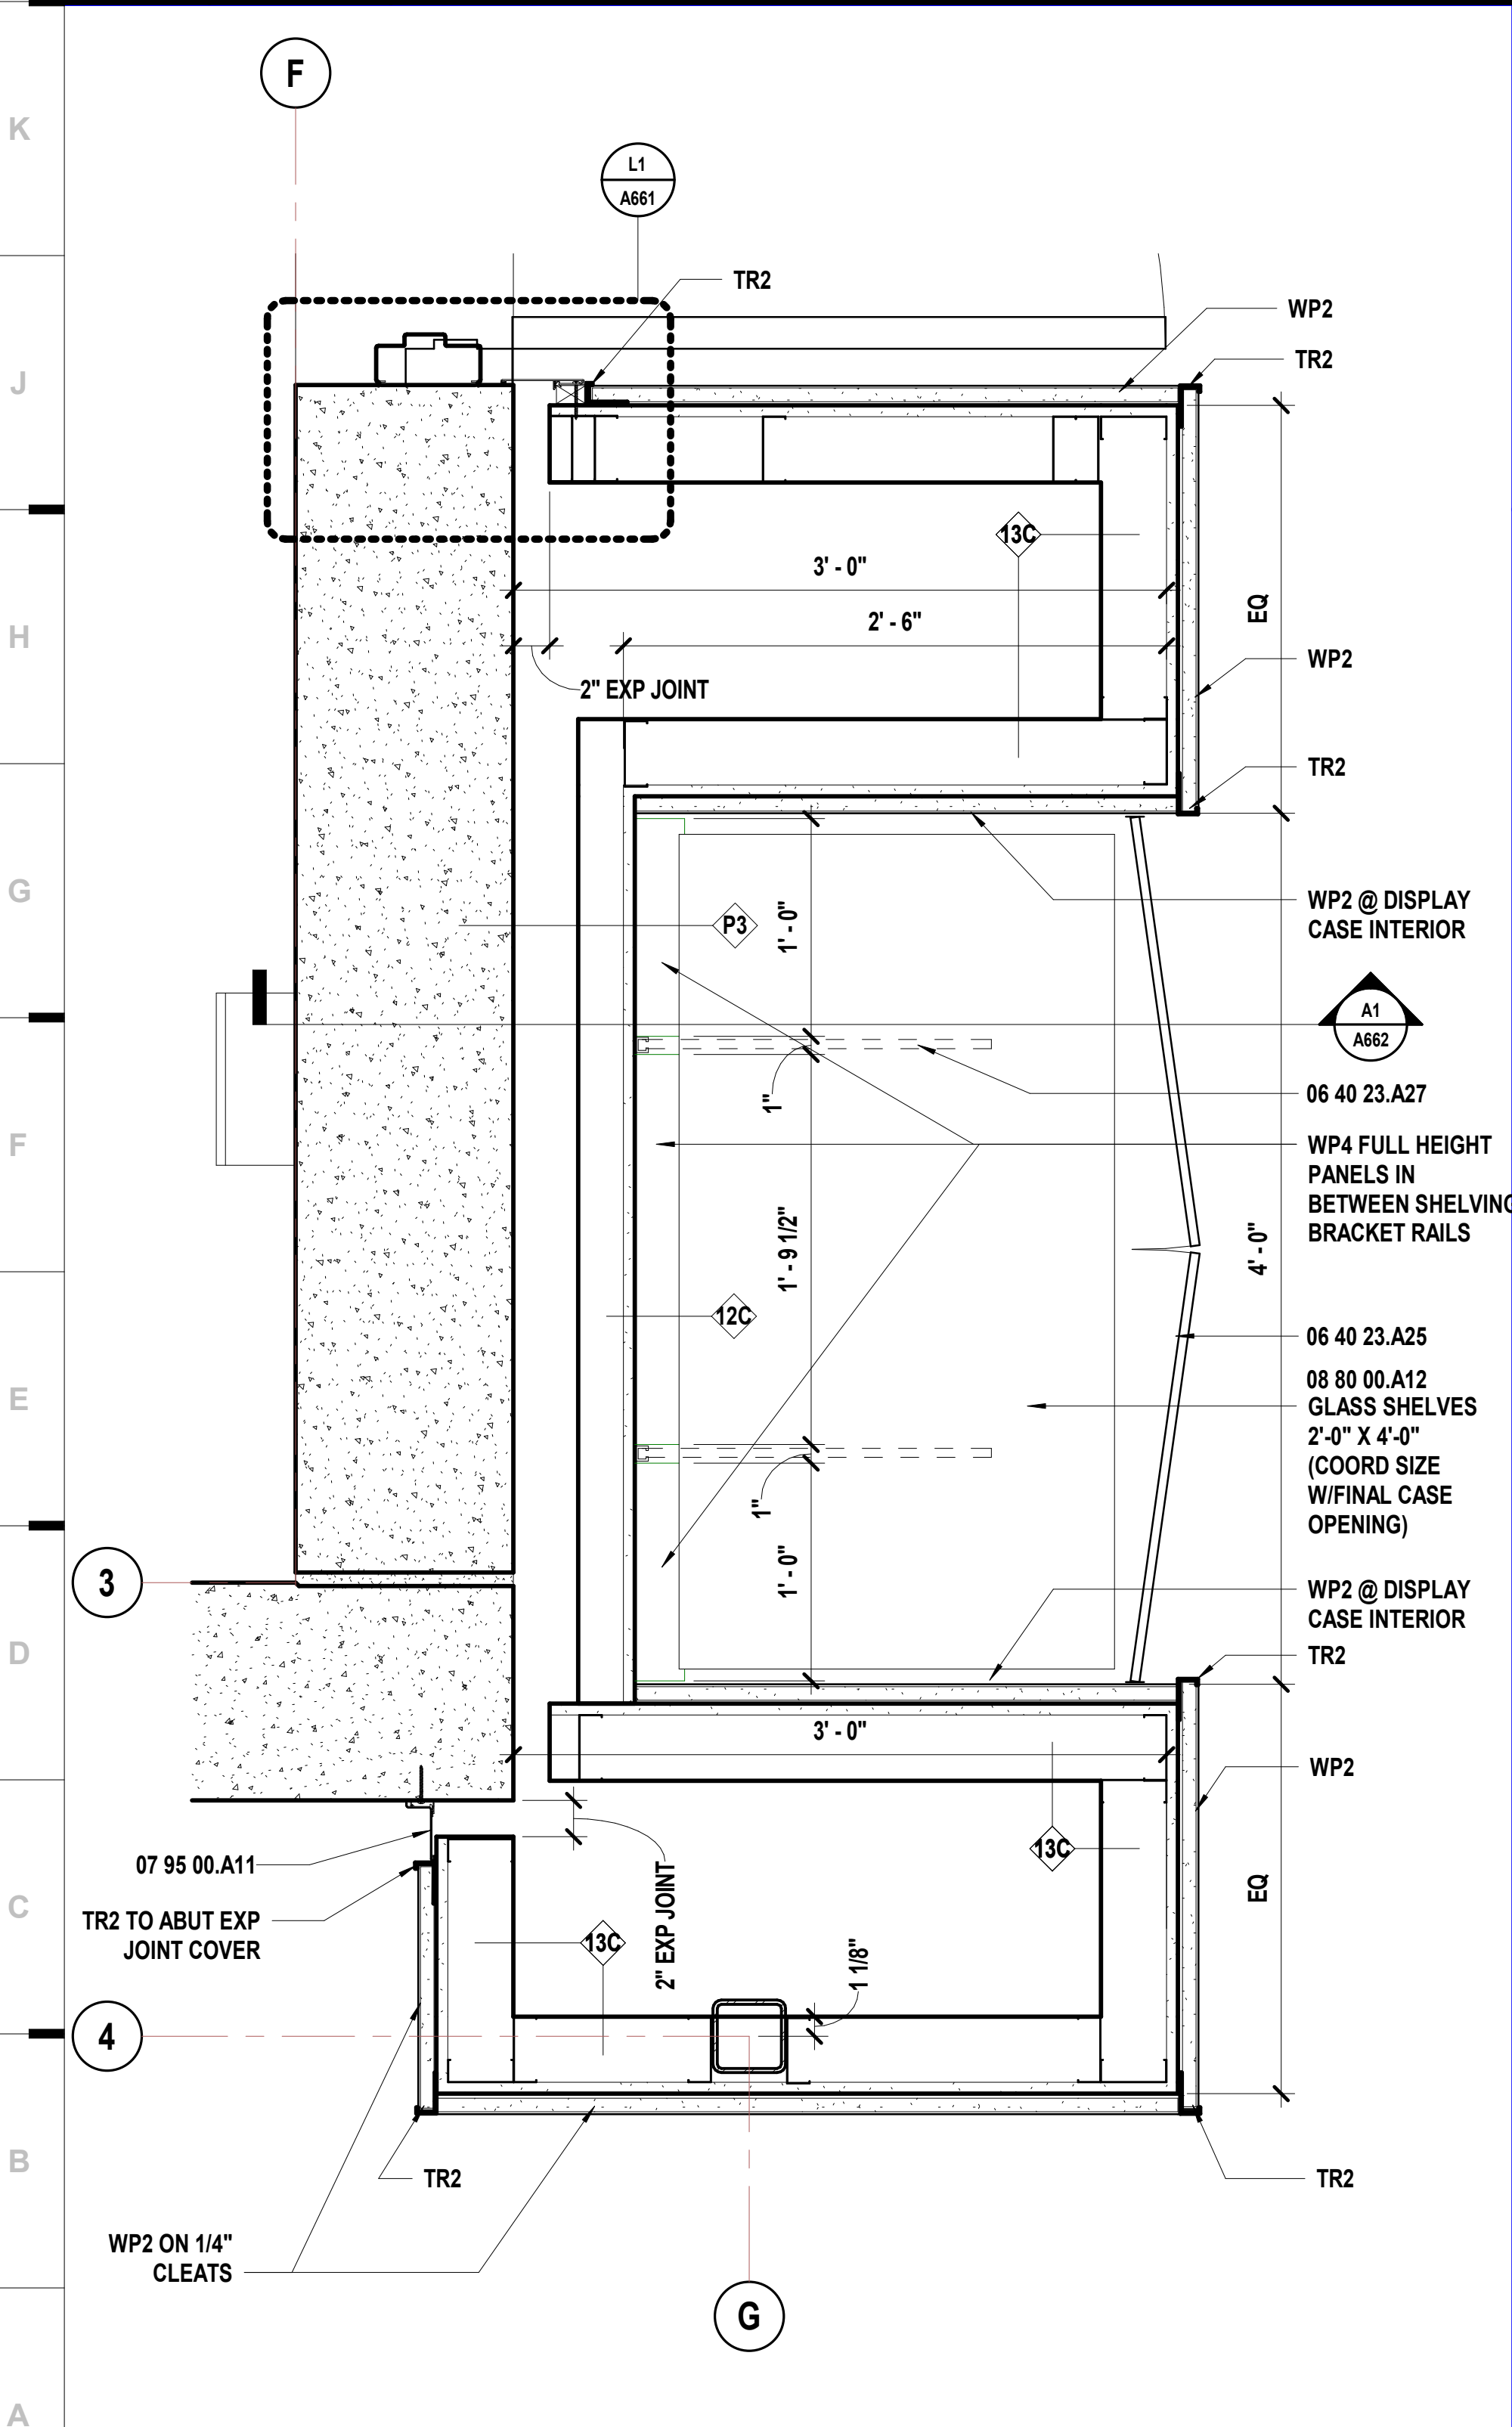 F
K
L1
A661
TR2
WP2
TR2
J
13C
3' - 0"
EQ
2' - 6"
H
WP2
2" EXP JOINT
TR2
G
WP2 @ DISPLAY
CASE INTERIOR
P3
1' - 0"
A1
A662
06 40 23.A27
1"
F
WP4 FULL HEIGHT
PANELS IN
BETWEEN SHELVING
BRACKET RAILS
1' - 9 1/2"
4' - 0"
12C
06 40 23.A25
08 80 00.A12
GLASS SHELVES
2'-0" X 4'-0"
(COORD SIZE
W/FINAL CASE
OPENING)
E
1"
1' - 0"
3
WP2 @ DISPLAY
CASE INTERIOR
D
TR2
3' - 0"
WP2
13C
07 95 00.A11
TR2 TO ABUT EXP
JOINT COVER
C
EQ
2" EXP JOINT
13C
1 1/8"
4
B
TR2
TR2
WP2 ON 1/4"
CLEATS
G
A